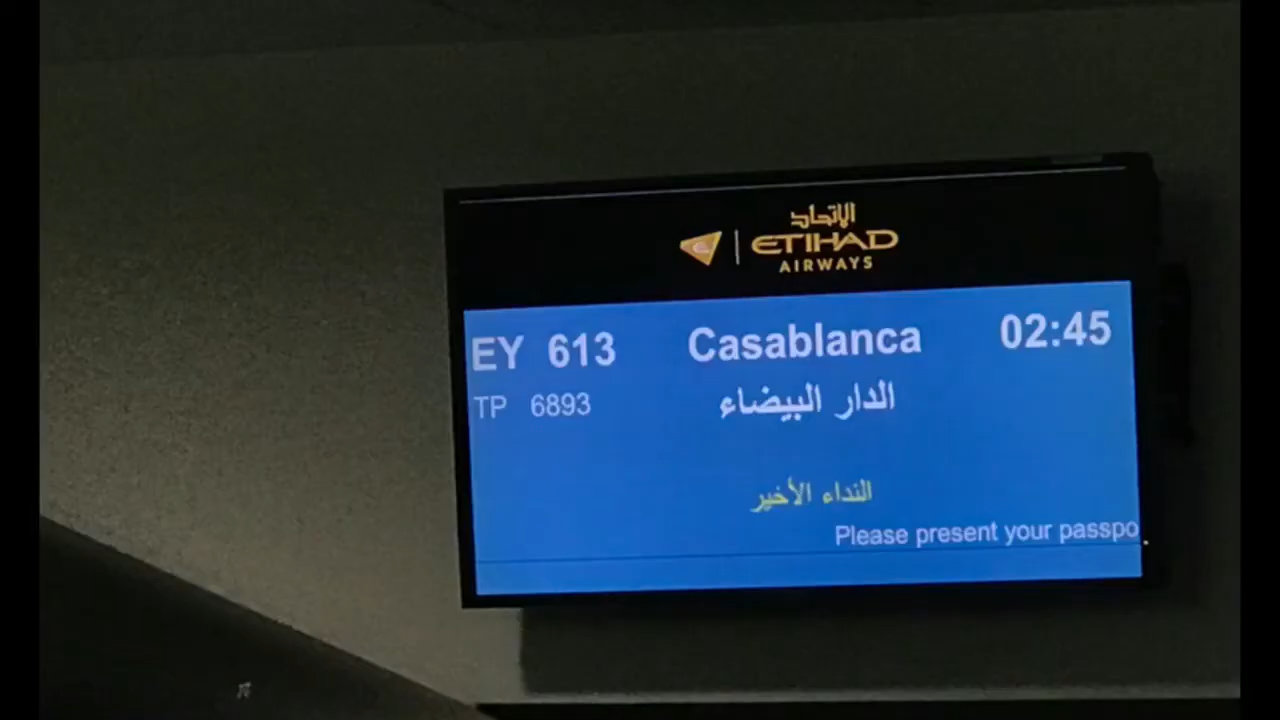 الاتحاد
ETIHAD
AIRWAYS
EY 613 Casablanca 02:45
TP 6893 الدار البيضاء
النداء الأخير
Please present your passpo